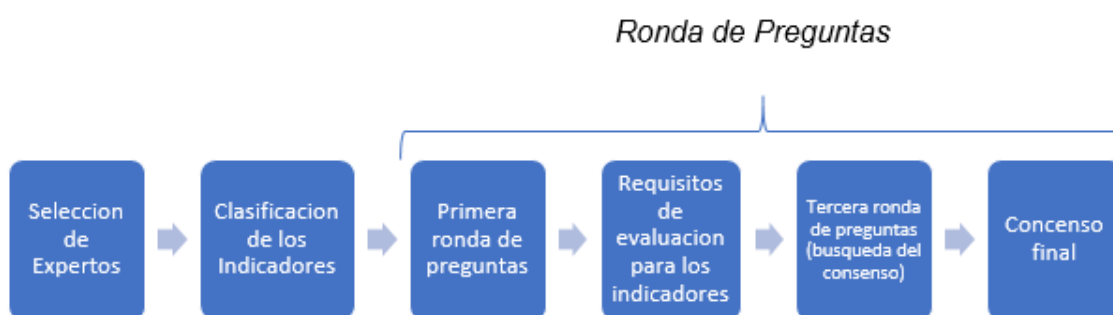 Ronda de Preguntas
Seleccion
de
Expertos
Clasificacion
de los
Indicadores
Primera
ronda de
preguntas
Requisitos
de
evaluacion
para los
indicadores
Tercera ronda
de preguntas
(busqueda del
consenso)
Concenso
final